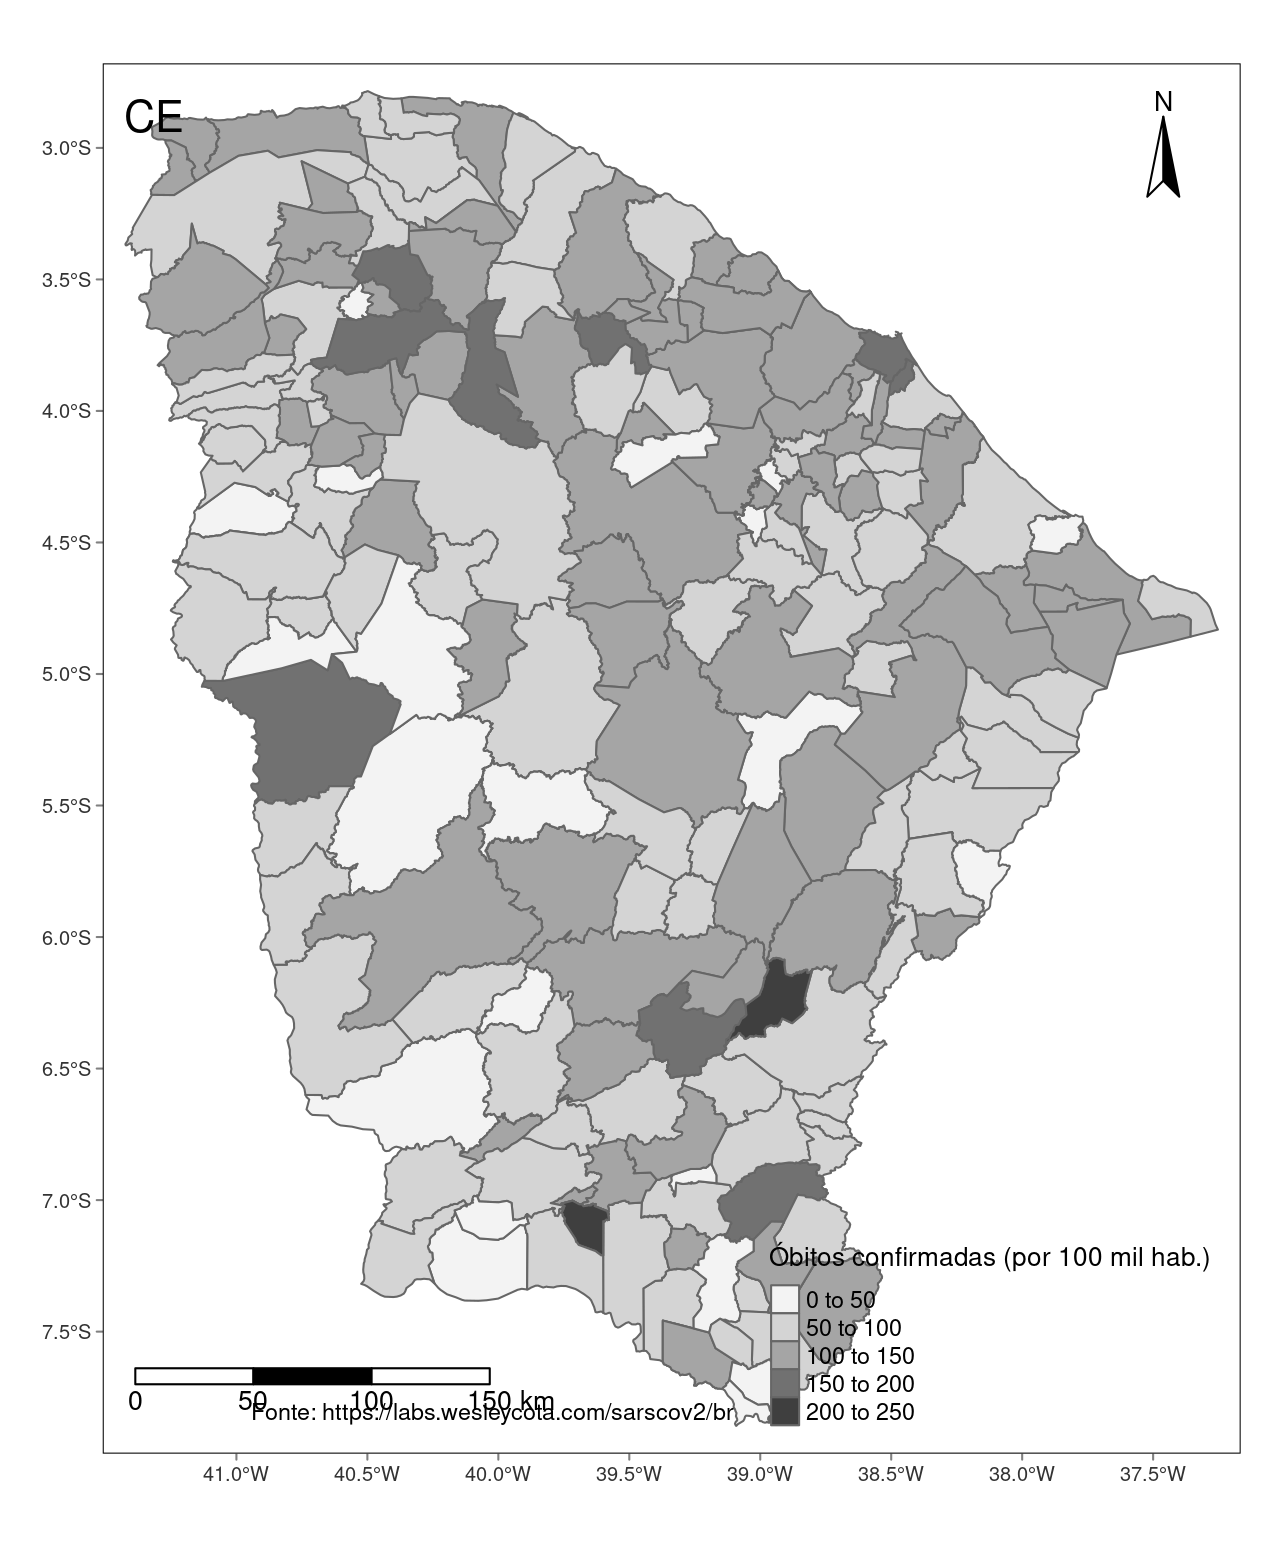 CE
N
3.0°S
3.5°S
4.0°S
4.5°S
5.0°S
5.5°S
6.0°S
6.5°S
7.0°S
7.5°S
Óbitos confirmadas (por 100 mil hab.)
0 to 50
50 to 100
100 to 150
150 to 200
200 to 250
0 50 100 150 km
Fonte: https://labs.wesleycota.com/sarscov2/br
41.0°W 40.5°W 40.0°W 39.5°W 39.0°W 38.5°W 38.0°W 37.5°W